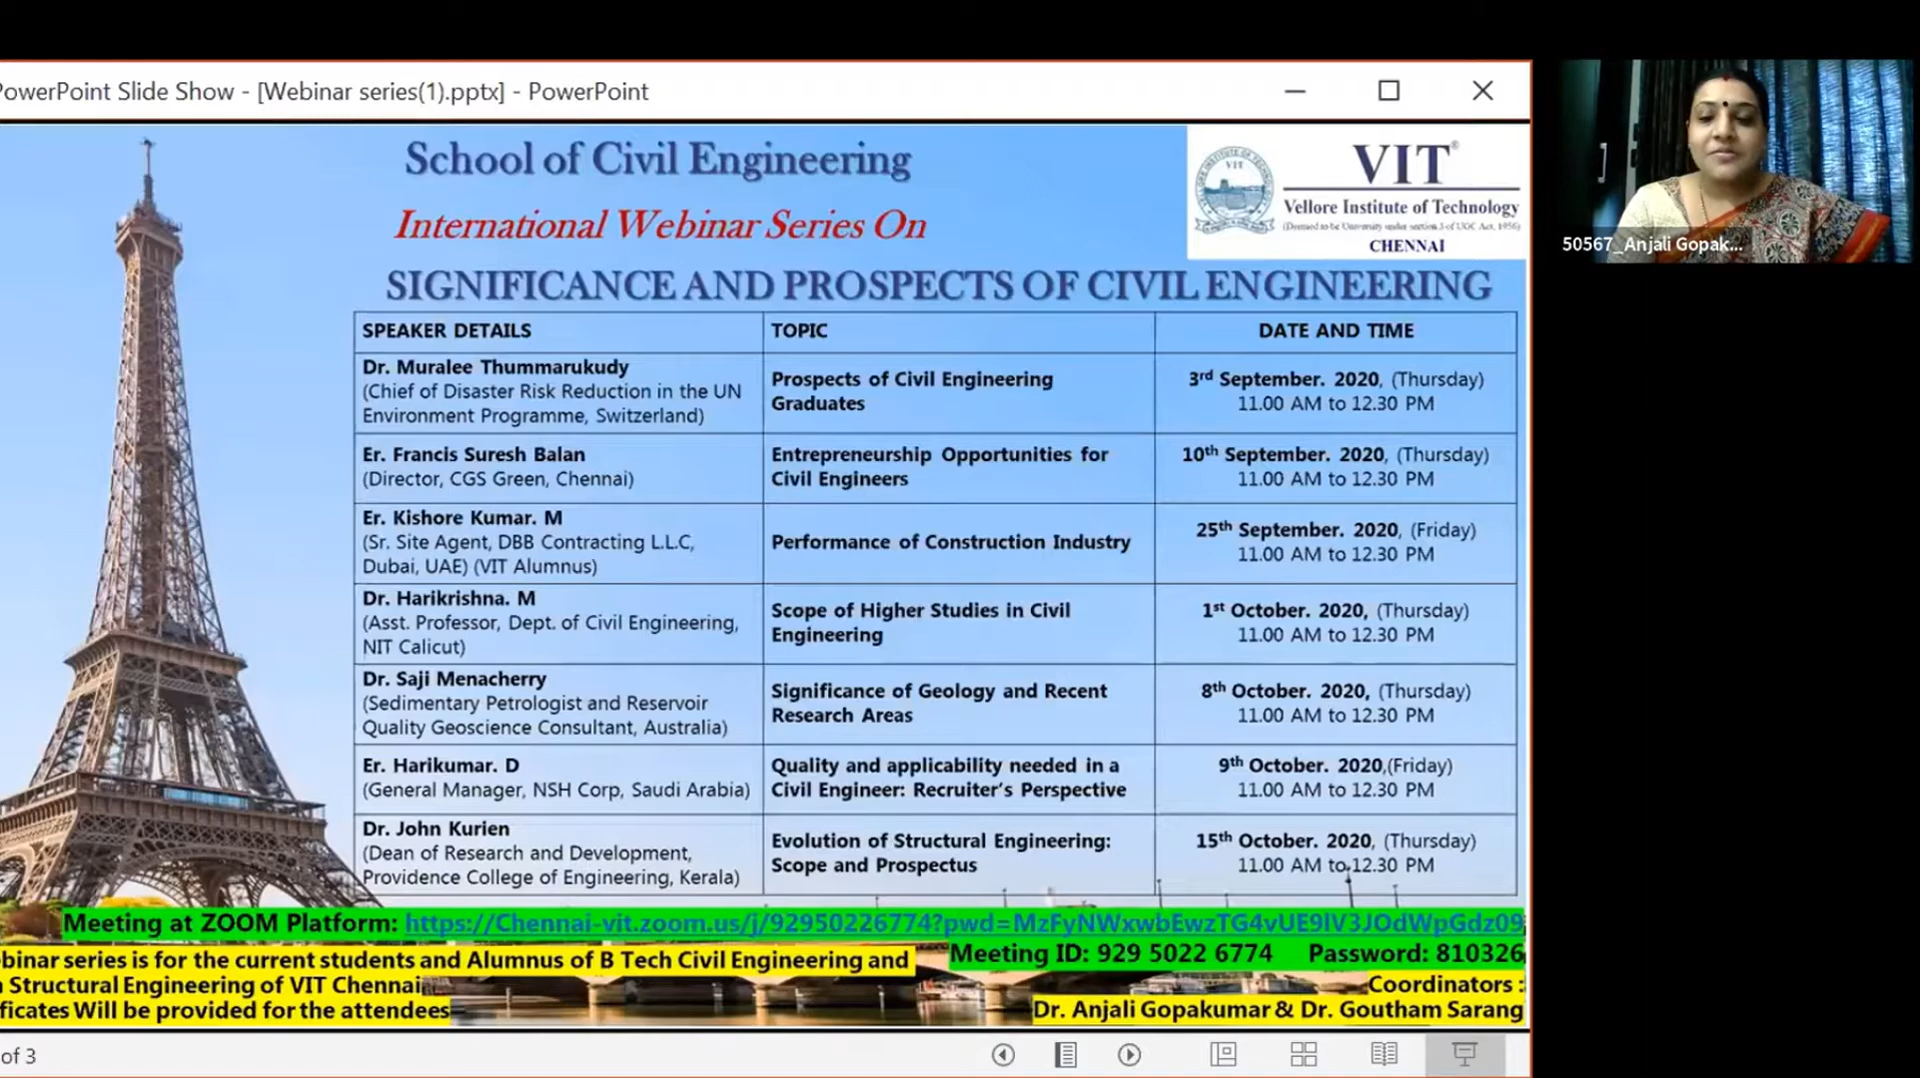 PowerPoint Slide Show - [Webinar series(1).pptx] - PowerPoint
School of Civil Engineering
International Webinar Series On
SIGNIFICANCE AND PROSPECTS OF CIVIL ENGINEERING
VIT®
Vellore Institute of Technology
(Deemed to be University under section 3 of UGC Act, 1956)
CHENNAI
VIT
50567_Anjali Gopak...
SPEAKER DETAILS
TOPIC
DATE AND TIME
Dr. Muralee Thummarukudy
(Chief of Disaster Risk Reduction in the UN
Environment Programme, Switzerland)
Prospects of Civil Engineering
Graduates
3rd September. 2020, (Thursday)
11.00 AM to 12.30 PM
Er. Francis Suresh Balan
(Director, CGS Green, Chennai)
Entrepreneurship Opportunities for
Civil Engineers
10th September. 2020, (Thursday)
11.00 AM to 12.30 PM
Er. Kishore Kumar. M
(Sr. Site Agent, DBB Contracting L.L.C,
Dubai, UAE) (VIT Alumnus)
Performance of Construction Industry
25th September. 2020, (Friday)
11.00 AM to 12.30 PM
Dr. Harikrishna. M
(Asst. Professor, Dept. of Civil Engineering,
NIT Calicut)
Scope of Higher Studies in Civil
Engineering
1st October. 2020, (Thursday)
11.00 AM to 12.30 PM
Dr. Saji Menacherry
(Sedimentary Petrologist and Reservoir
Quality Geoscience Consultant, Australia)
Significance of Geology and Recent
Research Areas
8th October. 2020, (Thursday)
11.00 AM to 12.30 PM
Er. Harikumar. D
(General Manager, NSH Corp, Saudi Arabia)
Quality and applicability needed in a
Civil Engineer: Recruiter's Perspective
9th October. 2020,(Friday)
11.00 AM to 12.30 PM
Dr. John Kurien
(Dean of Research and Development,
Providence College of Engineering, Kerala)
Evolution of Structural Engineering:
Scope and Prospectus
15th October. 2020, (Thursday)
11.00 AM to 12.30 PM
Meeting at ZOOM Platform: https://Chennai-vit.zoom.us/j/92950226774?pwd=MzFyNWxwbEwzTG4vUE9lV3JOdWpGdz09
Meeting ID: 929 5022 6774 Password: 810326
binar series is for the current students and Alumnus of B Tech Civil Engineering and
Structural Engineering of VIT Chennai
ficates Will be provided for the attendees
Coordinators :
Dr. Anjali Gopakumar & Dr. Goutham Sarang
of 3